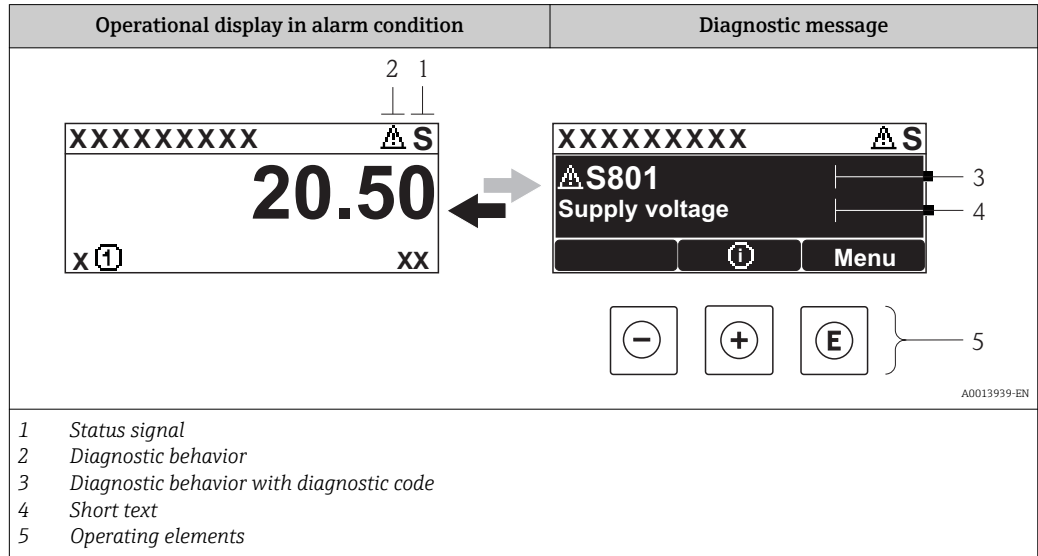 Operational display in alarm condition
Diagnostic message
2 1
XXXXXXXXX S
20.50
X 1 XX
XXXXXXXXX S
S801
Supply voltage
i Menu
3
4
- + E
5
A0013939-EN
1 Status signal
2 Diagnostic behavior
3 Diagnostic behavior with diagnostic code
4 Short text
5 Operating elements